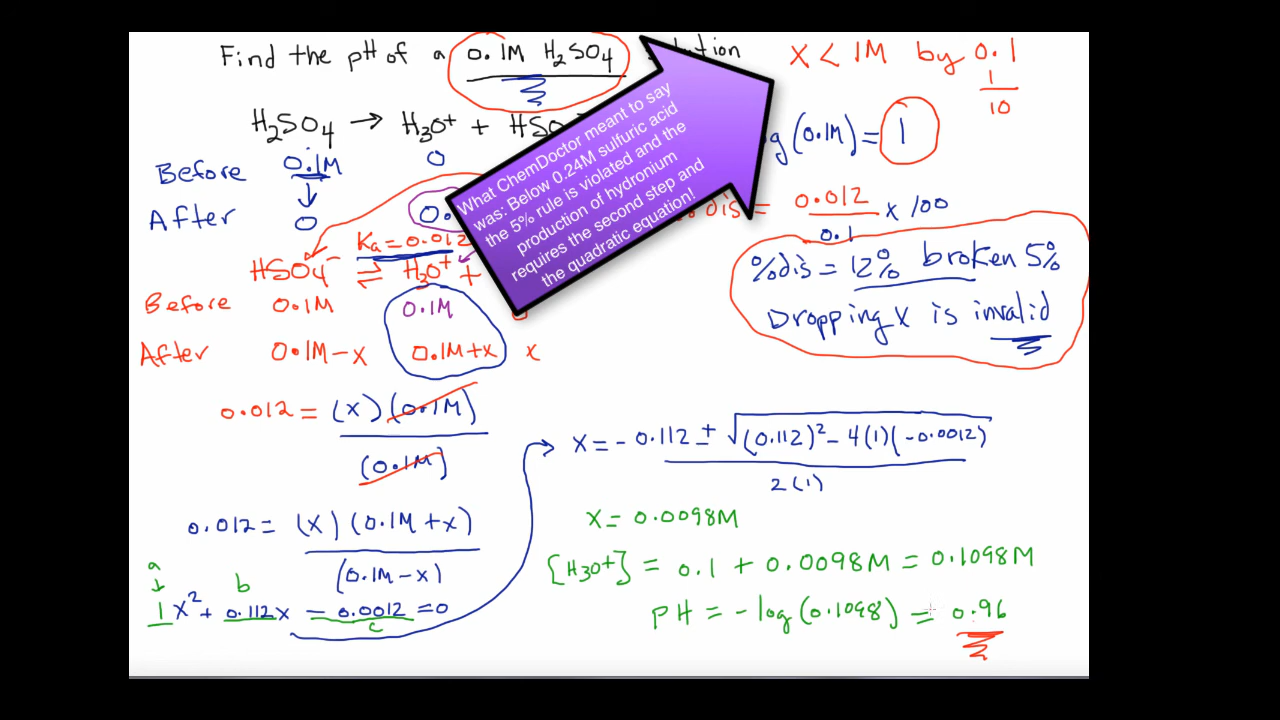 Find the pH of a 0.1M H₂SO₄
X < 1M by 0.1
1
10
H₂SO₄ → H₃O⁺ +
(0.1M) = 1
Before 0.1M 0
After 0 0.
Ka = 0.012
HSO₄⁻ ⇌ H₃O⁺ +
Before 0.1M 0.1M
After 0.1M-x 0.1M+x x
What ChemDoctor meant to say
was: Below 0.24M sulfuric acid
the 5% rule is violated and the
production of hydronium
requires the second step and
the quadratic equation!
dis = 0.012 x 100
0.1
%dis = 12% broken 5%
Dropping X is invalid
0.012 = (x)(0.1M)
(0.1M)
0.012 = (x)(0.1M+x)
(0.1M-x)
a
b
1x² + 0.112x - 0.0012 = 0
c
X = -0.112 ± √(0.112)² - 4(1)(-0.0012)
2(1)
X = 0.0098M
[H₃O⁺] = 0.1 + 0.0098M = 0.1098M
PH = -log(0.1098) = 0.96